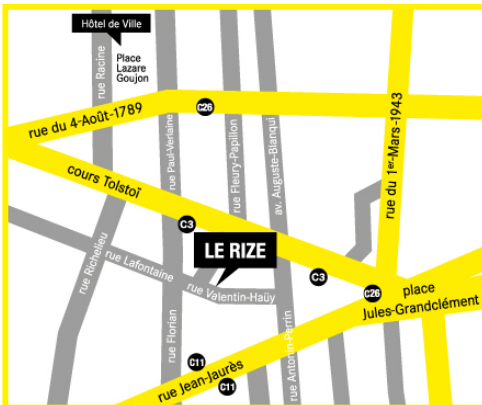 Hôtel de Ville
Place
Lazare
Goujon
rue Racine
rue Paul-Verlaine
rue Fleury-Papillon
av. Auguste-Blanqui
rue du 1er-Mars-1943
rue du 4-Août-1789
C26
cours Tolstoï
C3
LE RIZE
C3
rue Richelieu
rue Lafontaine
rue Valentin-Haüy
C26
place
Jules-Grandclément
rue Florian
rue Antonin-Perrin
C11
rue Jean-Jaurès
C11